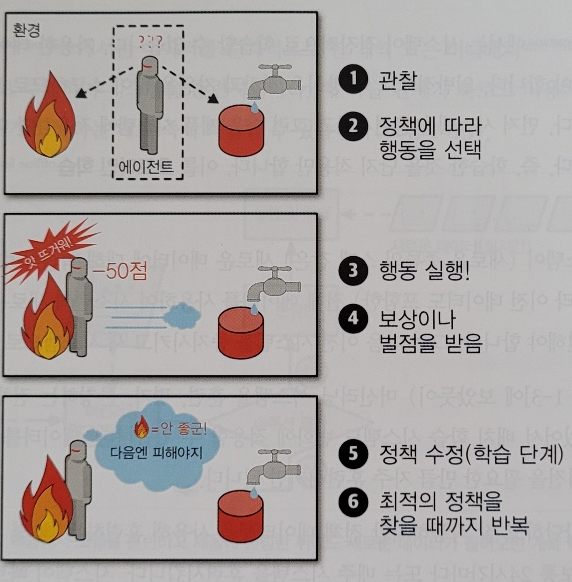 환경
???
에이전트
1 관찰
2 정책에 따라
행동을 선택
앗 뜨거워!
-50점
3 행동 실행!
4 보상이나
벌점을 받음
=안 좋군!
다음엔 피해야지
5 정책 수정(학습 단계)
6 최적의 정책을
찾을 때까지 반복